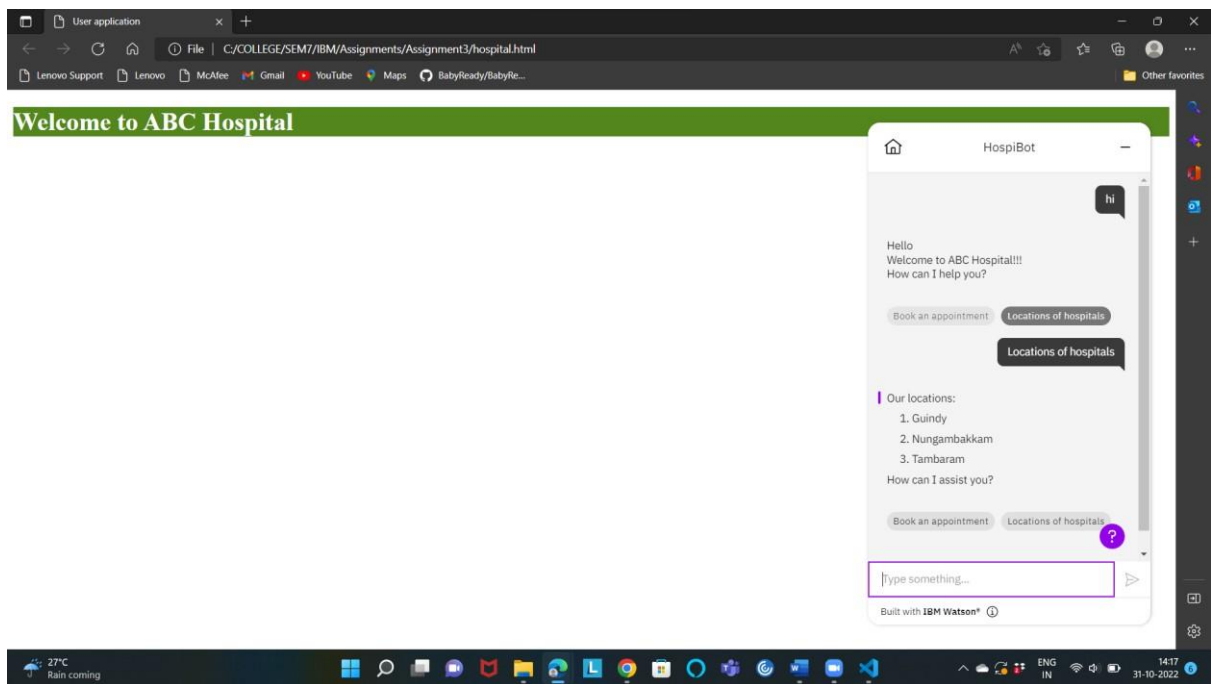 User application
File | C:/COLLEGE/SEM7/IBM/Assignments/Assignment3/hospital.html
Lenovo Support Lenovo McAfee Gmail YouTube Maps BabyReady/BabyRe... Other favorites
Welcome to ABC Hospital
HospiBot
hi
Hello
Welcome to ABC Hospital!!!
How can I help you?
Book an appointment Locations of hospitals
Locations of hospitals
Our locations:
1. Guindy
2. Nungambakkam
3. Tambaram
How can I assist you?
Book an appointment Locations of hospitals
?
Type something...
Built with IBM Watson®
27°C
Rain coming
ENG
IN
14:17
31-10-2022
6